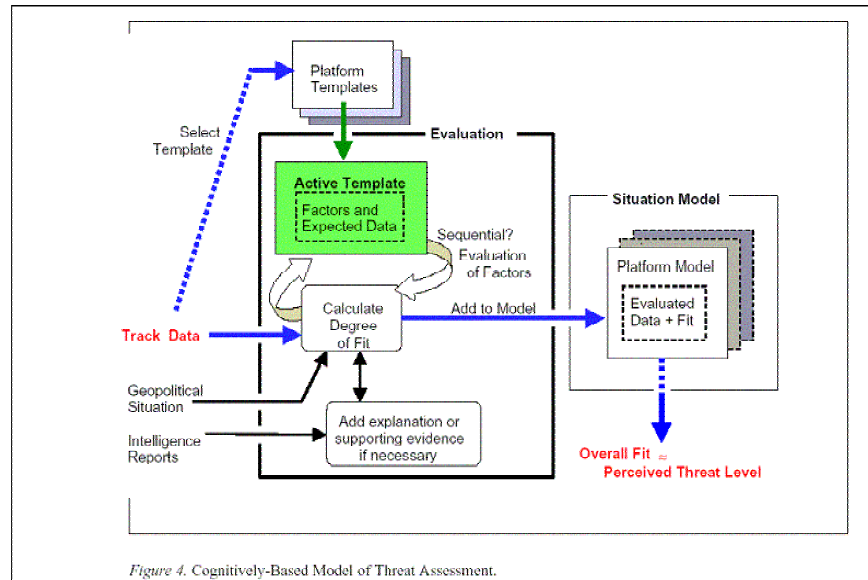 Platform
Templates
Select
Template
Evaluation
Active Template
Factors and
Expected Data
Sequential?
Evaluation
of Factors
Situation Model
Platform Model
Evaluated
Data + Fit
Calculate
Degree
of Fit
Add to Model
Track Data
Geopolitical
Situation
Intelligence
Reports
Add explanation or
supporting evidence
if necessary
Overall Fit ≈
Perceived Threat Level
Figure 4. Cognitively-Based Model of Threat Assessment.